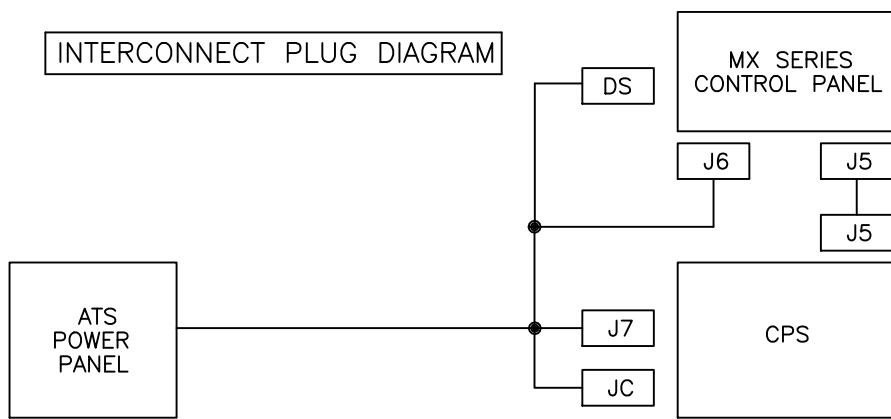 INTERCONNECT PLUG DIAGRAM
MX SERIES
CONTROL PANEL
DS
J6
J5
J5
ATS
POWER
PANEL
J7
CPS
JC